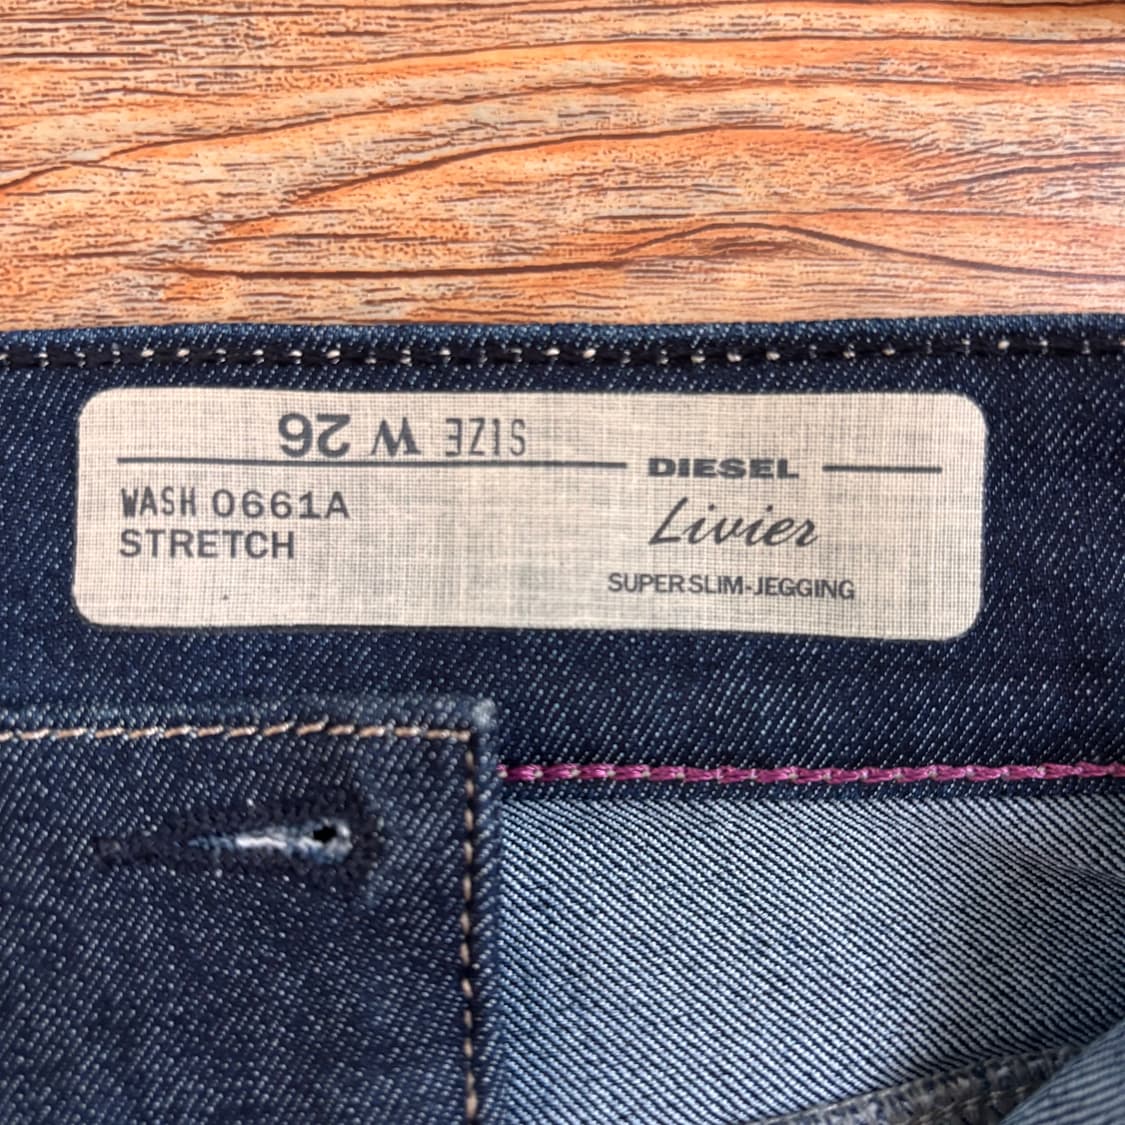 SIZE W 26
DIESEL
WASH 0661A
STRETCH
Livier
SUPERSLIM-JEGGING